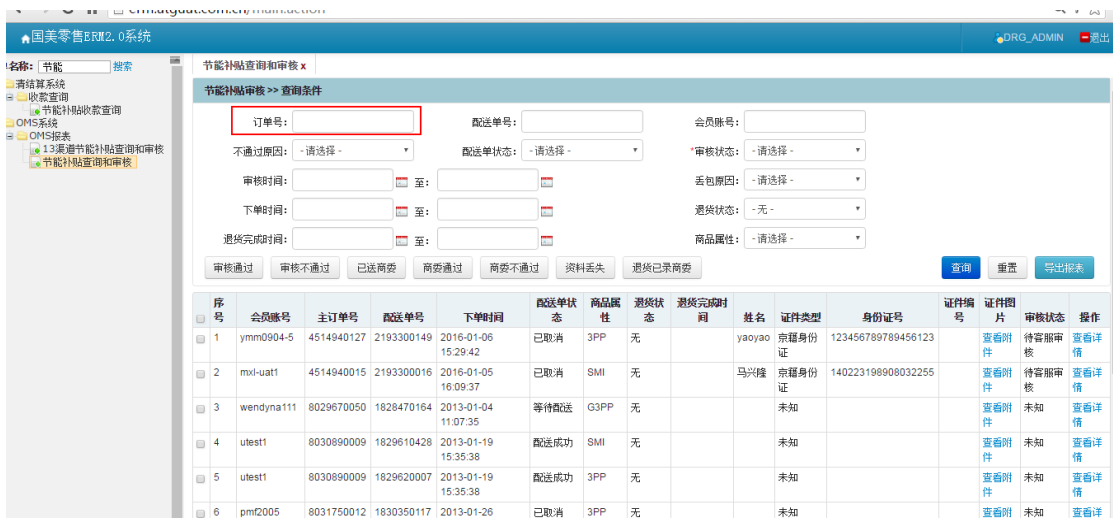 国美零售ERM2.0系统
DRG_ADMIN 退出
名称: 节能 搜索
清结算系统
收款查询
节能补贴收款查询
OMS系统
OMS报表
13渠道节能补贴查询和审核
节能补贴查询和审核
节能补贴查询和审核 x
节能补贴审核 >> 查询条件
订单号: 配送单号: 会员账号:
不通过原因: -请选择- 配送单状态: -请选择- *审核状态: -请选择-
审核时间: 至: 丢包原因: -请选择-
下单时间: 至: 退货状态: -无-
退货完成时间: 至: 商品属性: -请选择-
审核通过 审核不通过 已送商委 商委通过 商委不通过 资料丢失 退货已录商委 查询 重置 导出报表
序号 会员账号 主订单号 配送单号 下单时间 配送单状态 商品属性 退货状态 退货完成时间 姓名 证件类型 身份证号 证件编号 证件图片 审核状态 操作
1 ymm0904-5 4514940127 2193300149 2016-01-06 15:29:42 已取消 3PP 无 yaoyao 京籍身份证 123456789789456123 查看附件 待客服审核 查看详情
2 mxl-uat1 4514940015 2193300016 2016-01-05 16:09:37 已取消 SMI 无 马兴隆 京籍身份证 140223198908032255 查看附件 待客服审核 查看详情
3 wendyna111 8029670050 1828470164 2013-01-04 11:07:35 等待配送 G3PP 无 未知 查看附件 未知 查看详情
4 utest1 8030890009 1829610428 2013-01-19 15:35:38 配送成功 SMI 无 未知 查看附件 未知 查看详情
5 utest1 8030890009 1829620007 2013-01-19 15:35:38 配送成功 3PP 无 未知 查看附件 未知 查看详情
6 pmf2005 8031750012 1830350117 2013-01-26 已取消 3PP 无 未知 查看附 未知 查看详